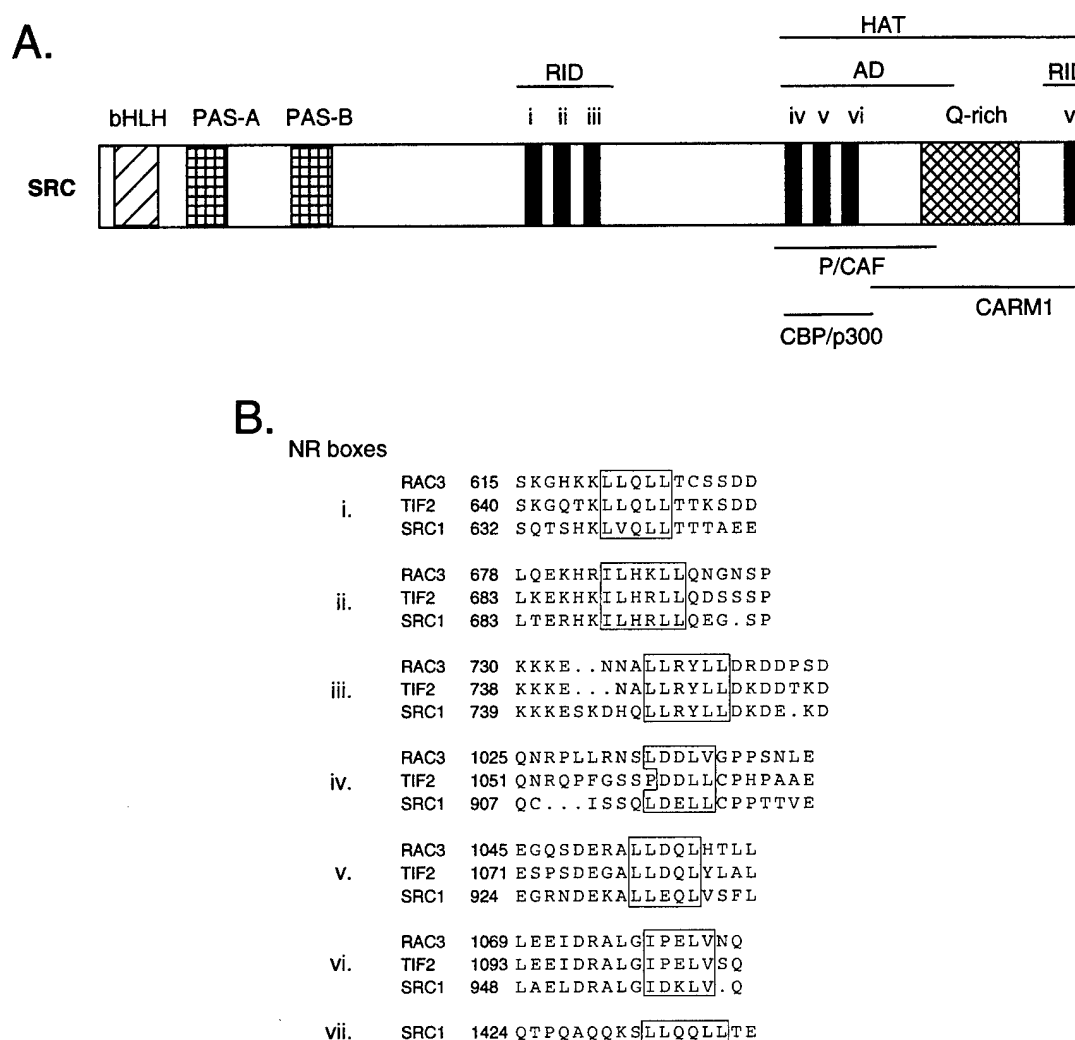 A.
HAT
RID AD RID
bHLH PAS-A PAS-B i ii iii iv v vi Q-rich v
SRC
P/CAF
CARM1
CBP/p300
B.
NR boxes
i.
RAC3 615 SKGHKKLLQLLTCSSDD
TIF2 640 SKGQTKLLQLLTTKSDD
SRC1 632 SQTSHKLVQLLTTTAEE
ii.
RAC3 678 LQEKHRILHKLLQNGNSP
TIF2 683 LKEKHKILHRLLQDSSSP
SRC1 683 LTERHKILHRLLQEG.SP
iii.
RAC3 730 KKKE..NNALLRYLLDRDDPSD
TIF2 738 KKKE...NALLRYLLDKDDTKD
SRC1 739 KKKESKDHQLLRYLLDKDE.KD
iv.
RAC3 1025 QNRPLLRNSLDDLVGPPSNLE
TIF2 1051 QNRQPFGSSPDDLLCPHPAAE
SRC1 907 QC...ISSQLDELLCPPTTVE
v.
RAC3 1045 EGQSDERALLDQLHTLL
TIF2 1071 ESPSDEGALLDQLYLAL
SRC1 924 EGRNDEKALLEQLVSFL
vi.
RAC3 1069 LEEIDRALGIPELVNQ
TIF2 1093 LEEIDRALGIPELVSQ
SRC1 948 LAELDRALGIDKLV.Q
vii.
SRC1 1424 QTPQAQQKSLLQQLLTE